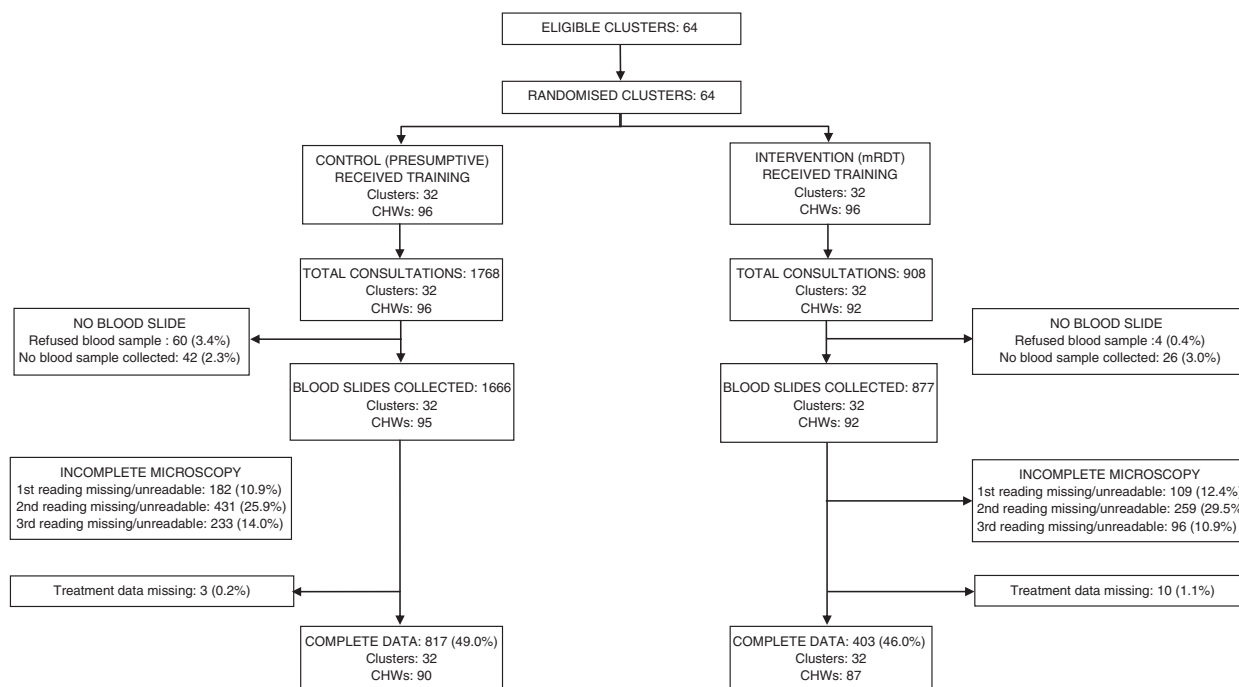 ELIGIBLE CLUSTERS: 64
RANDOMISED CLUSTERS: 64
CONTROL (PRESUMPTIVE)
RECEIVED TRAINING
Clusters: 32
CHWs: 96
INTERVENTION (mRDT)
RECEIVED TRAINING
Clusters: 32
CHWs: 96
TOTAL CONSULTATIONS: 1768
Clusters: 32
CHWs: 96
TOTAL CONSULTATIONS: 908
Clusters: 32
CHWs: 92
NO BLOOD SLIDE
Refused blood sample : 60 (3.4%)
No blood sample collected: 42 (2.3%)
NO BLOOD SLIDE
Refused blood sample :4 (0.4%)
No blood sample collected: 26 (3.0%)
BLOOD SLIDES COLLECTED: 1666
Clusters: 32
CHWs: 95
BLOOD SLIDES COLLECTED: 877
Clusters: 32
CHWs: 92
INCOMPLETE MICROSCOPY
1st reading missing/unreadable: 182 (10.9%)
2nd reading missing/unreadable: 431 (25.9%)
3rd reading missing/unreadable: 233 (14.0%)
INCOMPLETE MICROSCOPY
1st reading missing/unreadable: 109 (12.4%)
2nd reading missing/unreadable: 259 (29.5%
3rd reading missing/unreadable: 96 (10.9%)
Treatment data missing: 3 (0.2%)
Treatment data missing: 10 (1.1%)
COMPLETE DATA: 817 (49.0%)
Clusters: 32
CHWs: 90
COMPLETE DATA: 403 (46.0%)
Clusters: 32
CHWs: 87